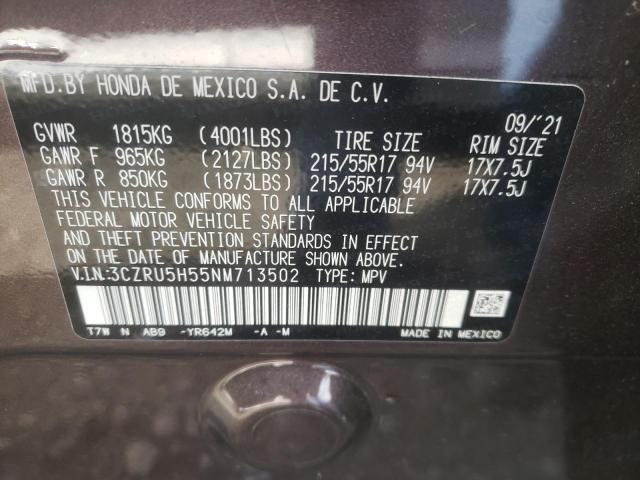 MFD.BY HONDA DE MEXICO S.A. DE C.V.
09/'21
GVWR 1815KG (4001LBS) TIRE SIZE RIM SIZE
GAWR F 965KG (2127LBS) 215/55R17 94V 17X7.5J
GAWR R 850KG (1873LBS) 215/55R17 94V 17X7.5J
THIS VEHICLE CONFORMS TO ALL APPLICABLE
FEDERAL MOTOR VEHICLE SAFETY
AND THEFT PREVENTION STANDARDS IN EFFECT
ON THE DATE OF MANUFACTURE SHOWN ABOVE.
V.I.N.:3CZRU5H55NM713502 TYPE: MPV
T7W N AB9 -YR642M -A -M MADE IN MEXICO